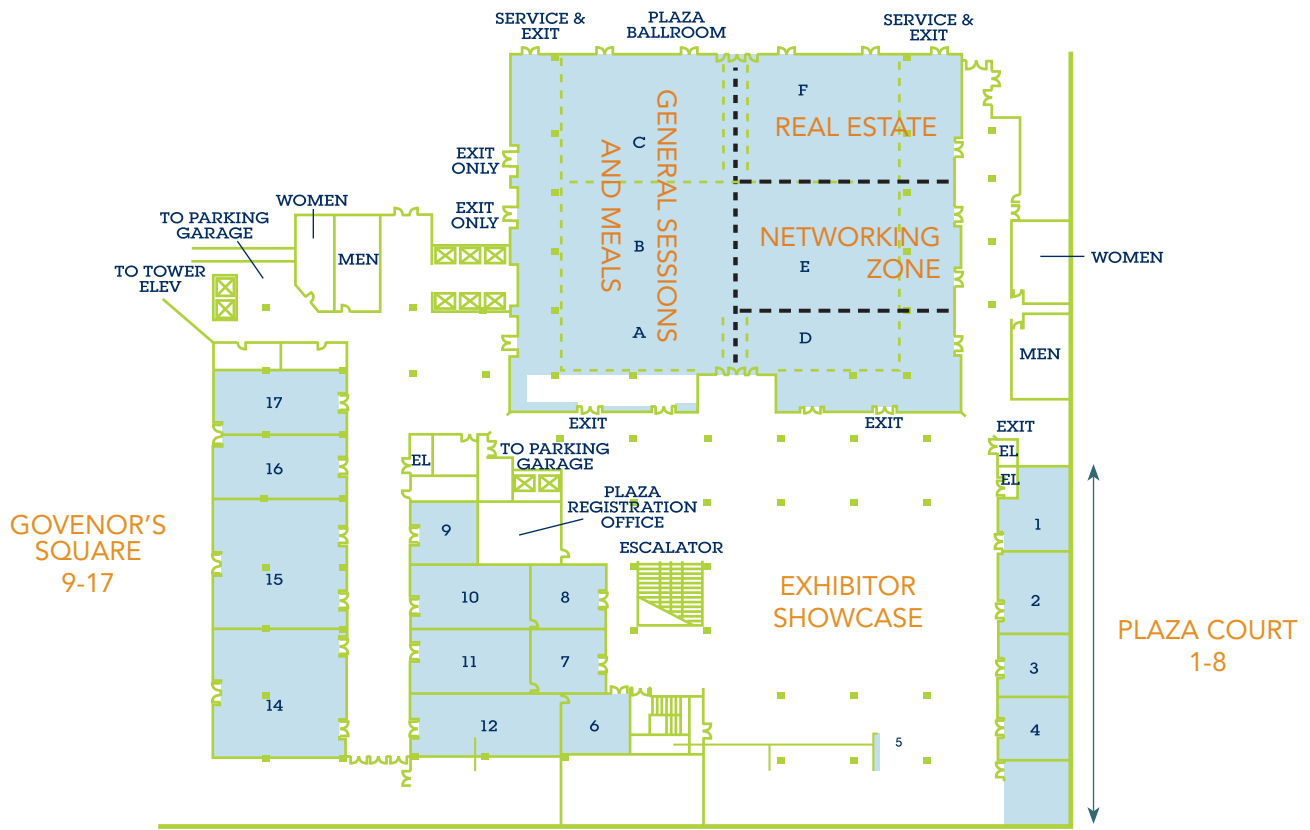 SERVICE &
EXIT
PLAZA
BALLROOM
SERVICE &
EXIT
F
REAL ESTATE
C
GENERAL SESSIONS
AND MEALS
EXIT
ONLY
EXIT
ONLY
WOMEN
TO PARKING
GARAGE
MEN
TO TOWER
ELEV
B
NETWORKING
ZONE
E
WOMEN
A
D
MEN
17
EXIT
EXIT
EXIT
16
EL
TO PARKING
GARAGE
EL
EL
PLAZA
REGISTRATION
OFFICE
GOVENOR'S
SQUARE
9-17
9
1
ESCALATOR
15
10
8
EXHIBITOR
SHOWCASE
2
PLAZA COURT
1-8
11
7
3
14
12
6
5
4